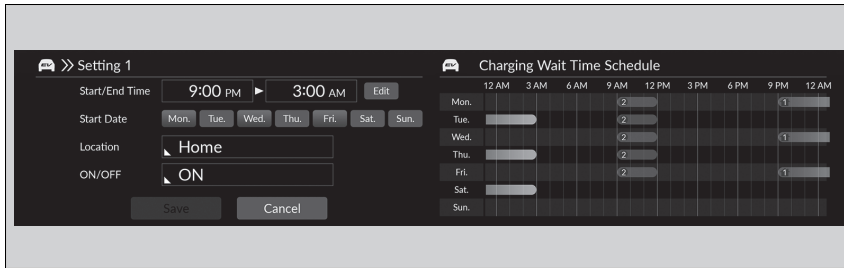 EV Setting 1
Start/End Time 9:00 PM ► 3:00 AM Edit
Start Date Mon. Tue. Wed. Thu. Fri. Sat. Sun.
Location Home
ON/OFF ON
Save Cancel
EV Charging Wait Time Schedule
12 AM 3 AM 6 AM 9 AM 12 PM 3 PM 6 PM 9 PM 12 AM
Mon. 2 1
Tue. 2
Wed. 2 1
Thu. 2
Fri. 2 1
Sat.
Sun.